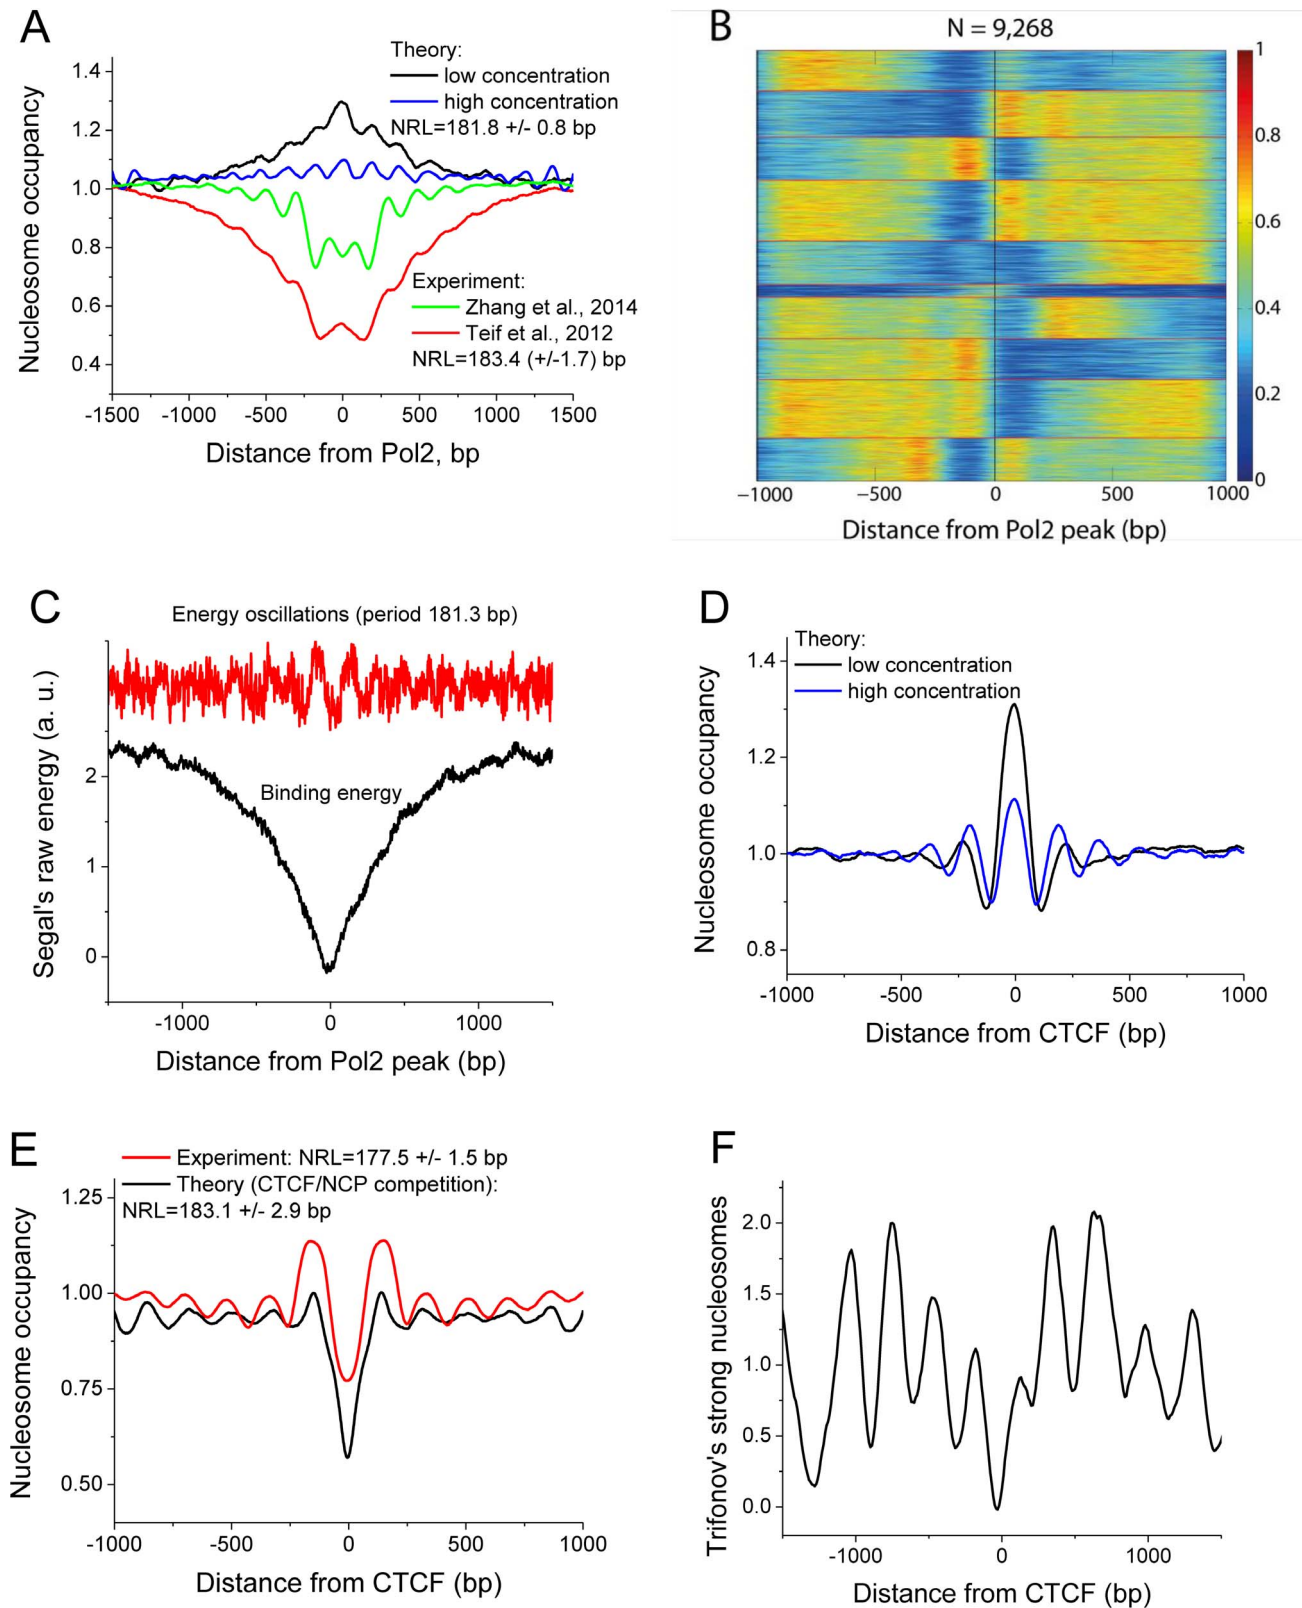 A
Theory:
low concentration
high concentration
NRL=181.8 +/- 0.8 bp
Nucleosome occupancy
1.4
1.2
1.0
0.8
0.6
0.4
Experiment:
Zhang et al., 2014
Teif et al., 2012
NRL=183.4 (+/-1.7) bp
-1500 -1000 -500 0 500 1000 1500
Distance from Pol2, bp
B
N = 9,268
1
0.8
0.6
0.4
0.2
0
−1000 −500 0 500 1000
Distance from Pol2 peak (bp)
C
Energy oscillations (period 181.3 bp)
Segal's raw energy (a. u.)
2
1
0
Binding energy
-1000 0 1000
Distance from Pol2 peak (bp)
D
Theory:
low concentration
high concentration
Nucleosome occupancy
1.4
1.2
1.0
0.8
-1000 -500 0 500 1000
Distance from CTCF (bp)
E
Experiment: NRL=177.5 +/- 1.5 bp
Theory (CTCF/NCP competition):
NRL=183.1 +/- 2.9 bp
Nucleosome occupancy
1.25
1.00
0.75
0.50
-1000 -500 0 500 1000
Distance from CTCF (bp)
F
Trifonov's strong nucleosomes
2.0
1.5
1.0
0.5
0.0
-1000 0 1000
Distance from CTCF (bp)